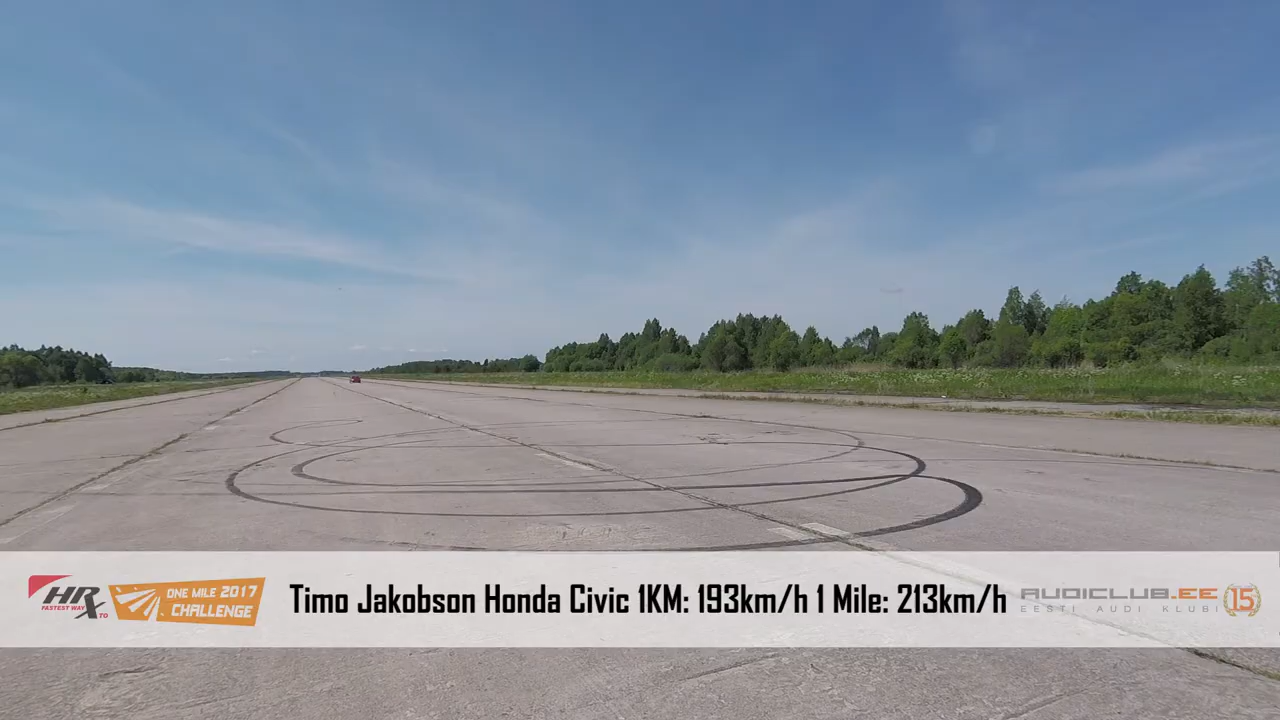 HRX
FASTEST WAY TO
ONE MILE 2017
CHALLENGE
Timo Jakobson Honda Civic 1KM: 193kn/h 1 Mile: 213km/h
AUDICLUB.EE
EESTI AUDI KLUBI
15